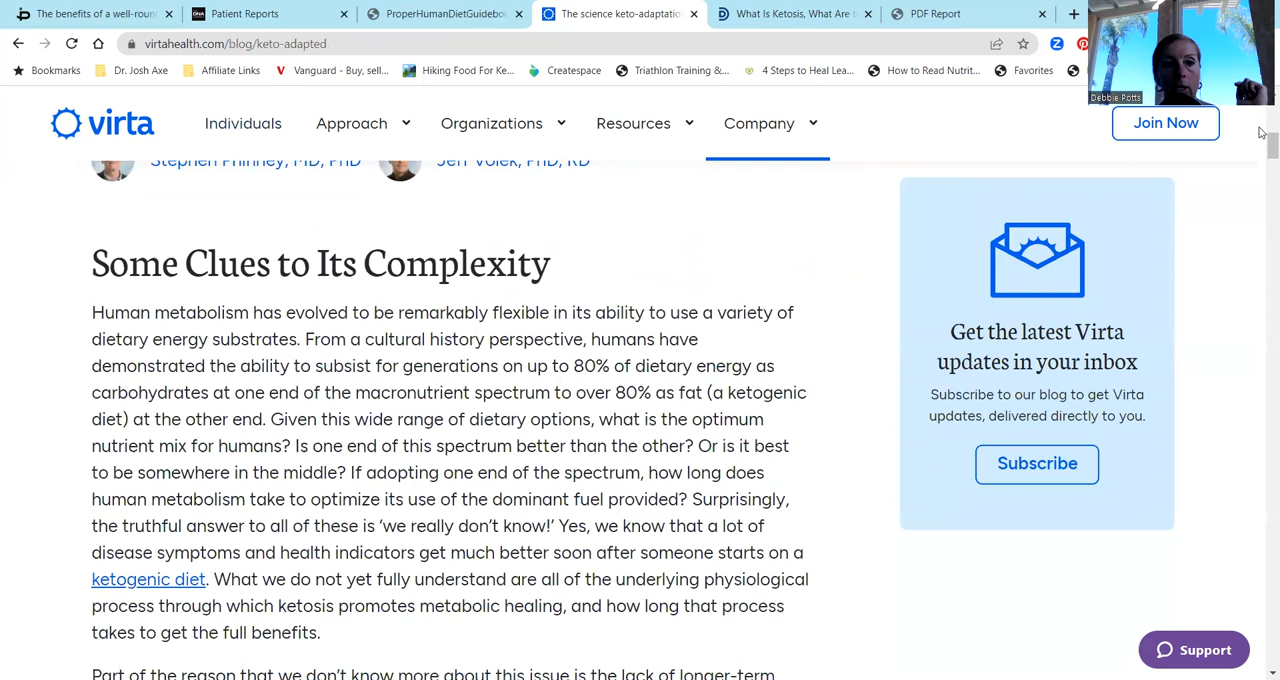 The benefits of a well-roun
Patient Reports
ProperHumanDietGuideboo
The science keto-adaptatio
What Is Ketosis, What Are t
PDF Report
virtahealth.com/blog/keto-adapted
Bookmarks
Dr. Josh Axe
Affiliate Links
Vanguard - Buy, sell...
Hiking Food For Ke...
Createspace
Triathlon Training &...
4 Steps to Heal Lea...
How to Read Nutrit...
Favorites
Debbie Potts
virta
Individuals
Approach
Organizations
Resources
Company
Join Now
Stephen Phinney, MD, PhD
Jeff Volek, PhD, RD
Some Clues to Its Complexity
Human metabolism has evolved to be remarkably flexible in its ability to use a variety of
dietary energy substrates. From a cultural history perspective, humans have
demonstrated the ability to subsist for generations on up to 80% of dietary energy as
carbohydrates at one end of the macronutrient spectrum to over 80% as fat (a ketogenic
diet) at the other end. Given this wide range of dietary options, what is the optimum
nutrient mix for humans? Is one end of this spectrum better than the other? Or is it best
to be somewhere in the middle? If adopting one end of the spectrum, how long does
human metabolism take to optimize its use of the dominant fuel provided? Surprisingly,
the truthful answer to all of these is ‘we really don’t know!’ Yes, we know that a lot of
disease symptoms and health indicators get much better soon after someone starts on a
ketogenic diet. What we do not yet fully understand are all of the underlying physiological
process through which ketosis promotes metabolic healing, and how long that process
takes to get the full benefits.
Part of the reason that we don’t know more about this issue is the lack of longer-term
Get the latest Virta
updates in your inbox
Subscribe to our blog to get Virta
updates, delivered directly to you.
Subscribe
Support